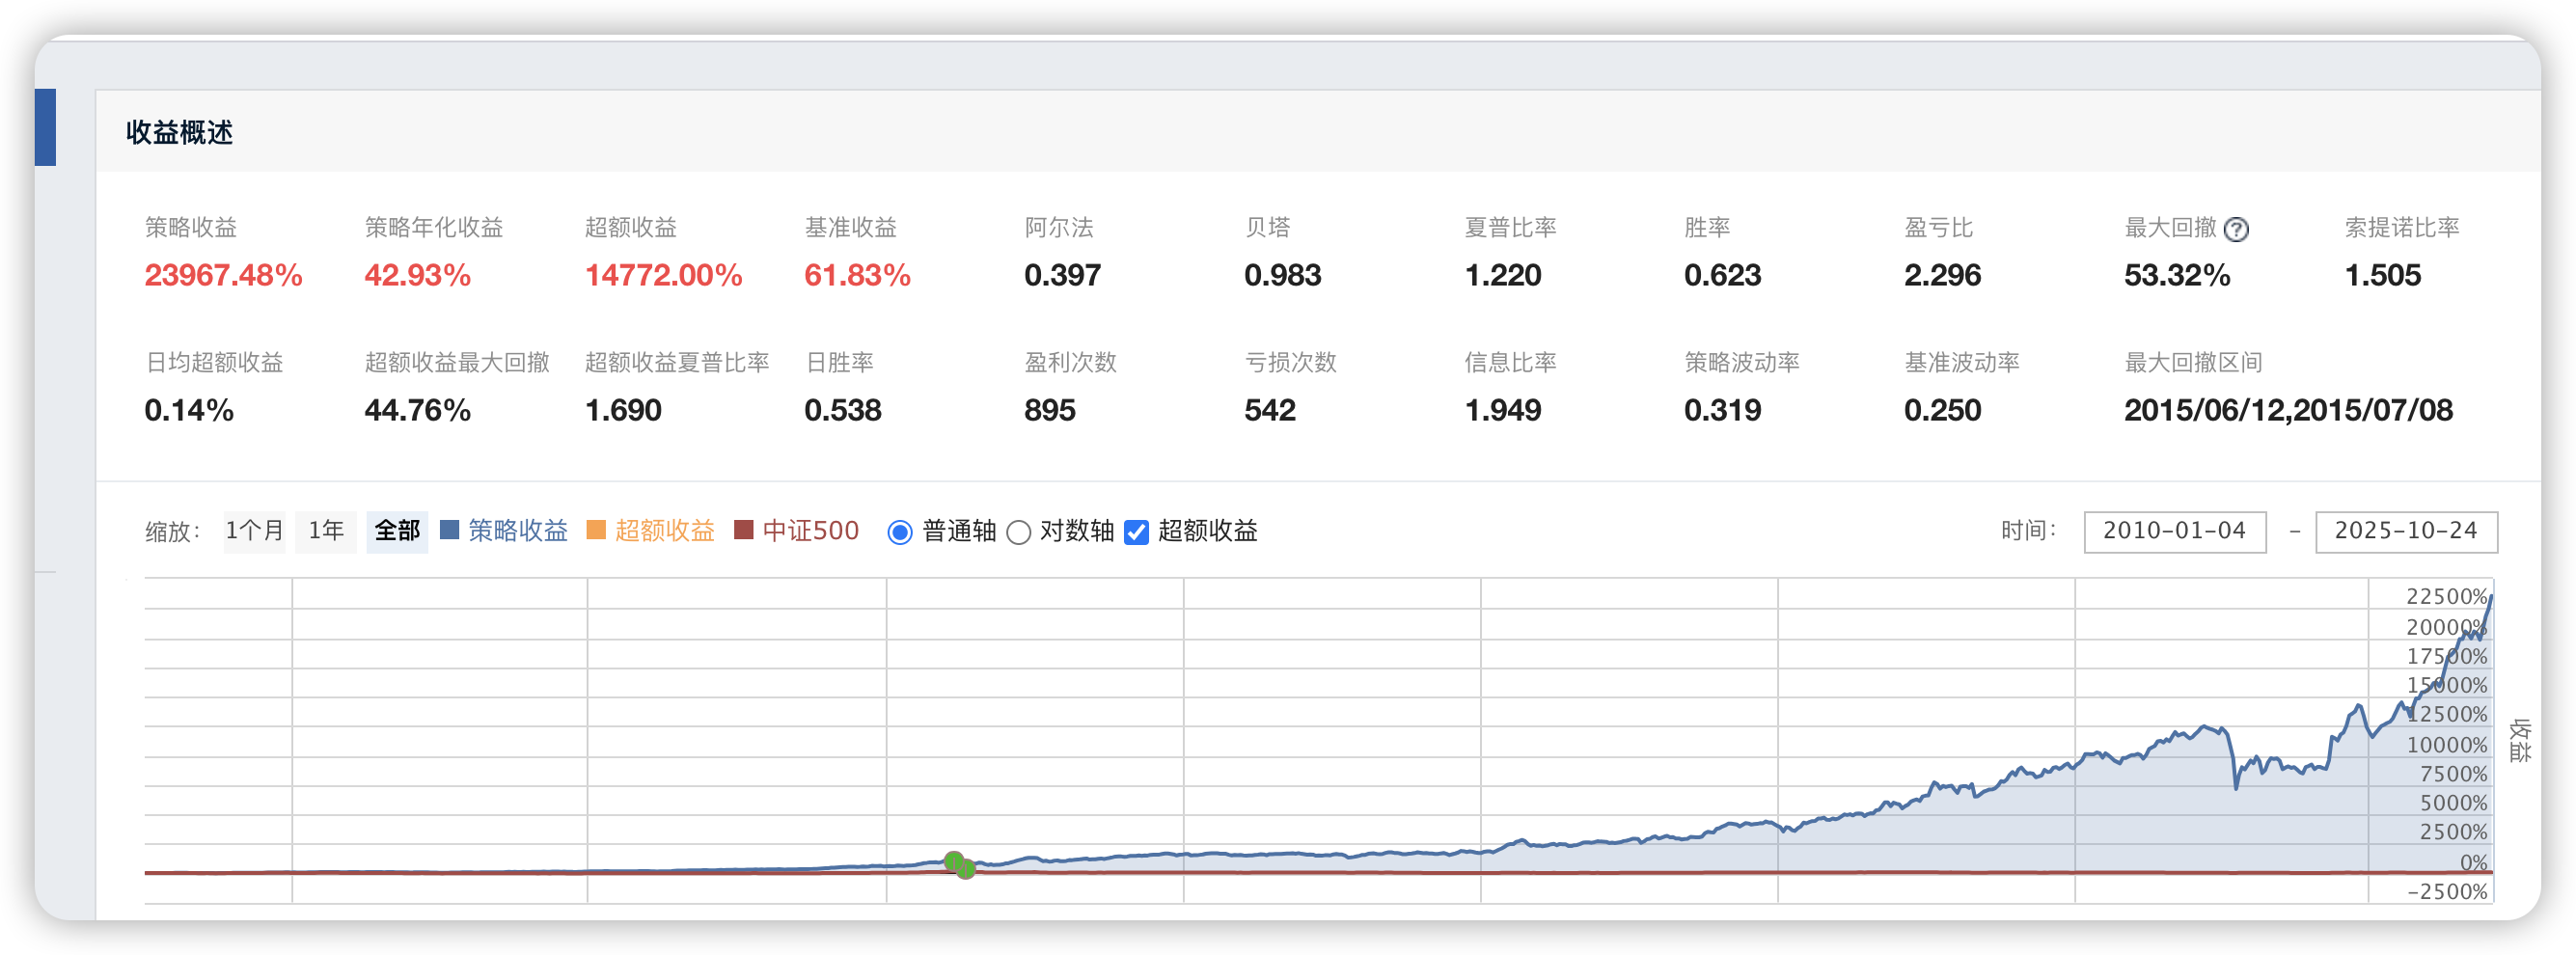 收益概述
策略收益 策略年化收益 超额收益 基准收益 阿尔法 贝塔 夏普比率 胜率 盈亏比 最大回撤 ? 索提诺比率
23967.48% 42.93% 14772.00% 61.83% 0.397 0.983 1.220 0.623 2.296 53.32% 1.505
日均超额收益 超额收益最大回撤 超额收益夏普比率 日胜率 盈利次数 亏损次数 信息比率 策略波动率 基准波动率 最大回撤区间
0.14% 44.76% 1.690 0.538 895 542 1.949 0.319 0.250 2015/06/12,2015/07/08
缩放: 1个月 1年 全部 策略收益 超额收益 中证500 普通轴 对数轴 超额收益 时间: 2010-01-04 - 2025-10-24
22500%
20000%
17500%
15000%
12500%
10000%
7500%
5000%
2500%
0%
-2500%
收益